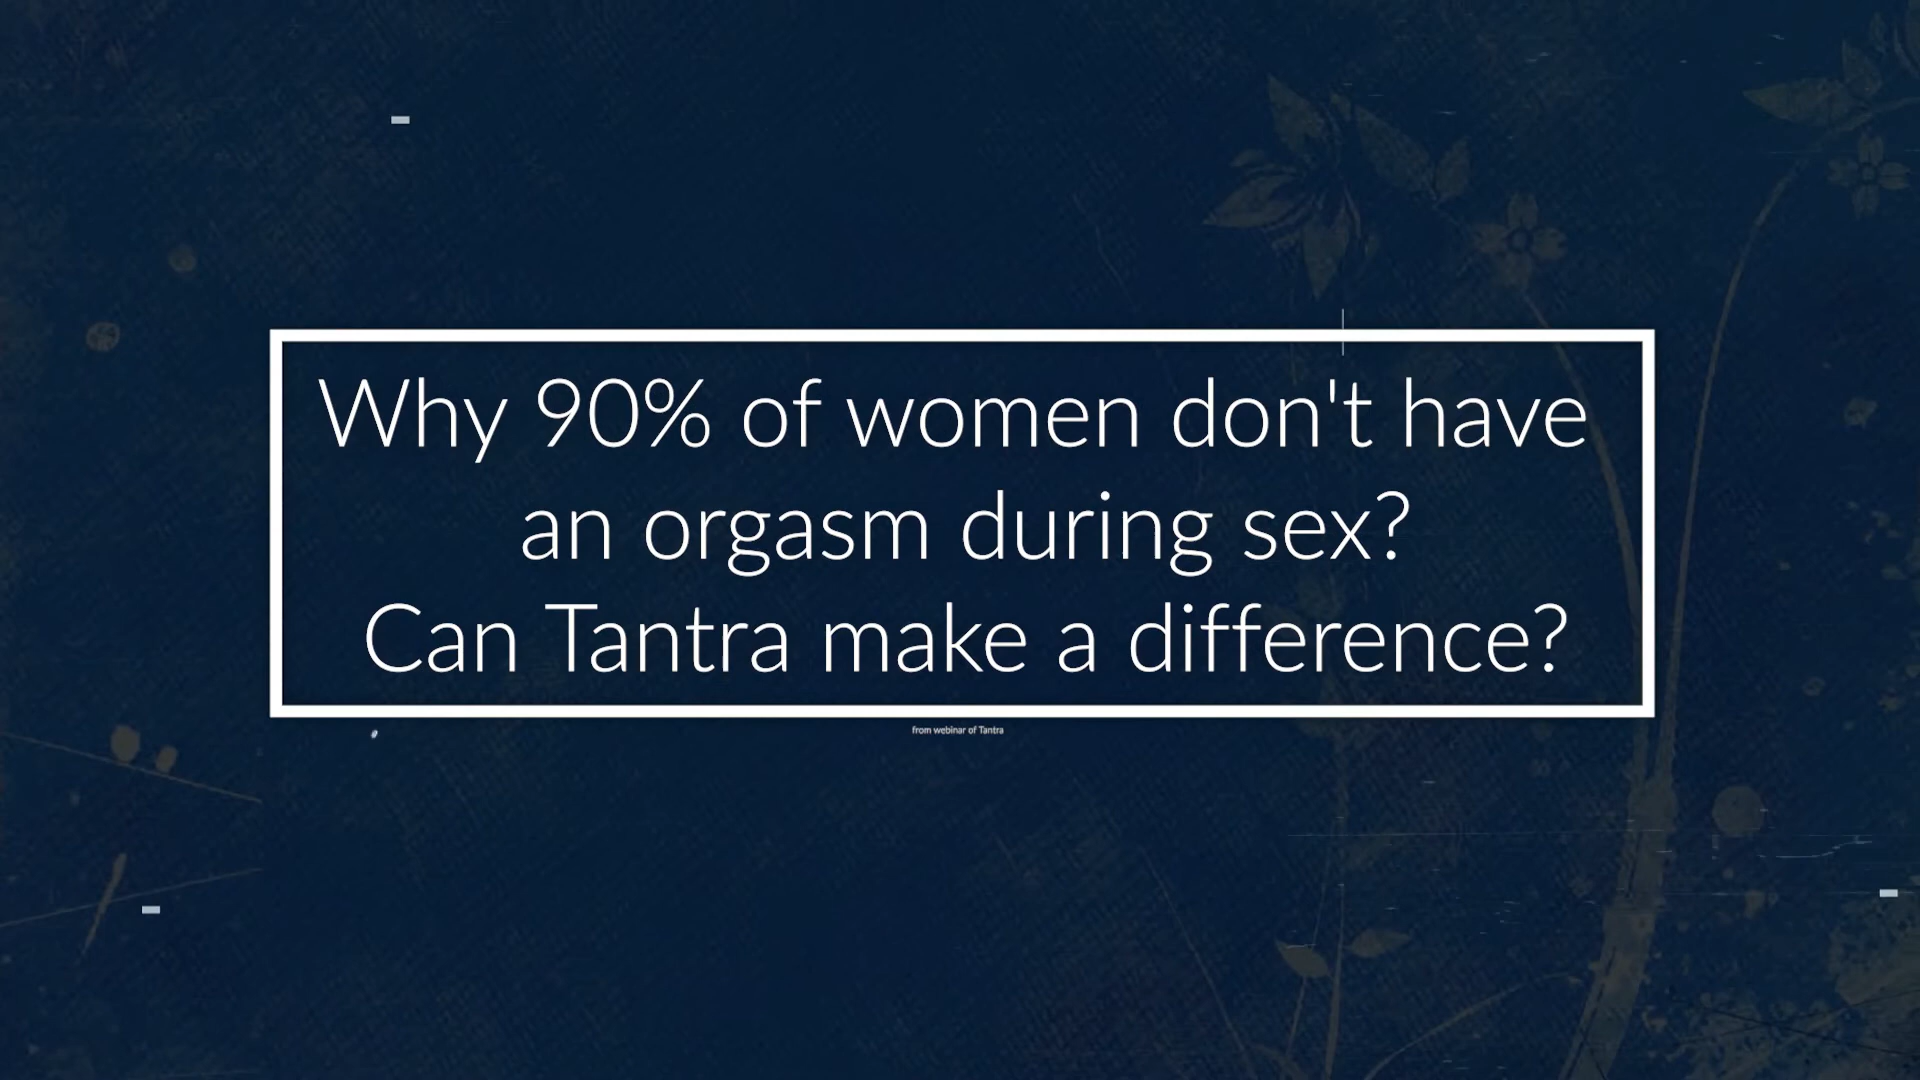 Why 90% of women don't have
an orgasm during sex?
Can Tantra make a difference?
from webinar of Tantra